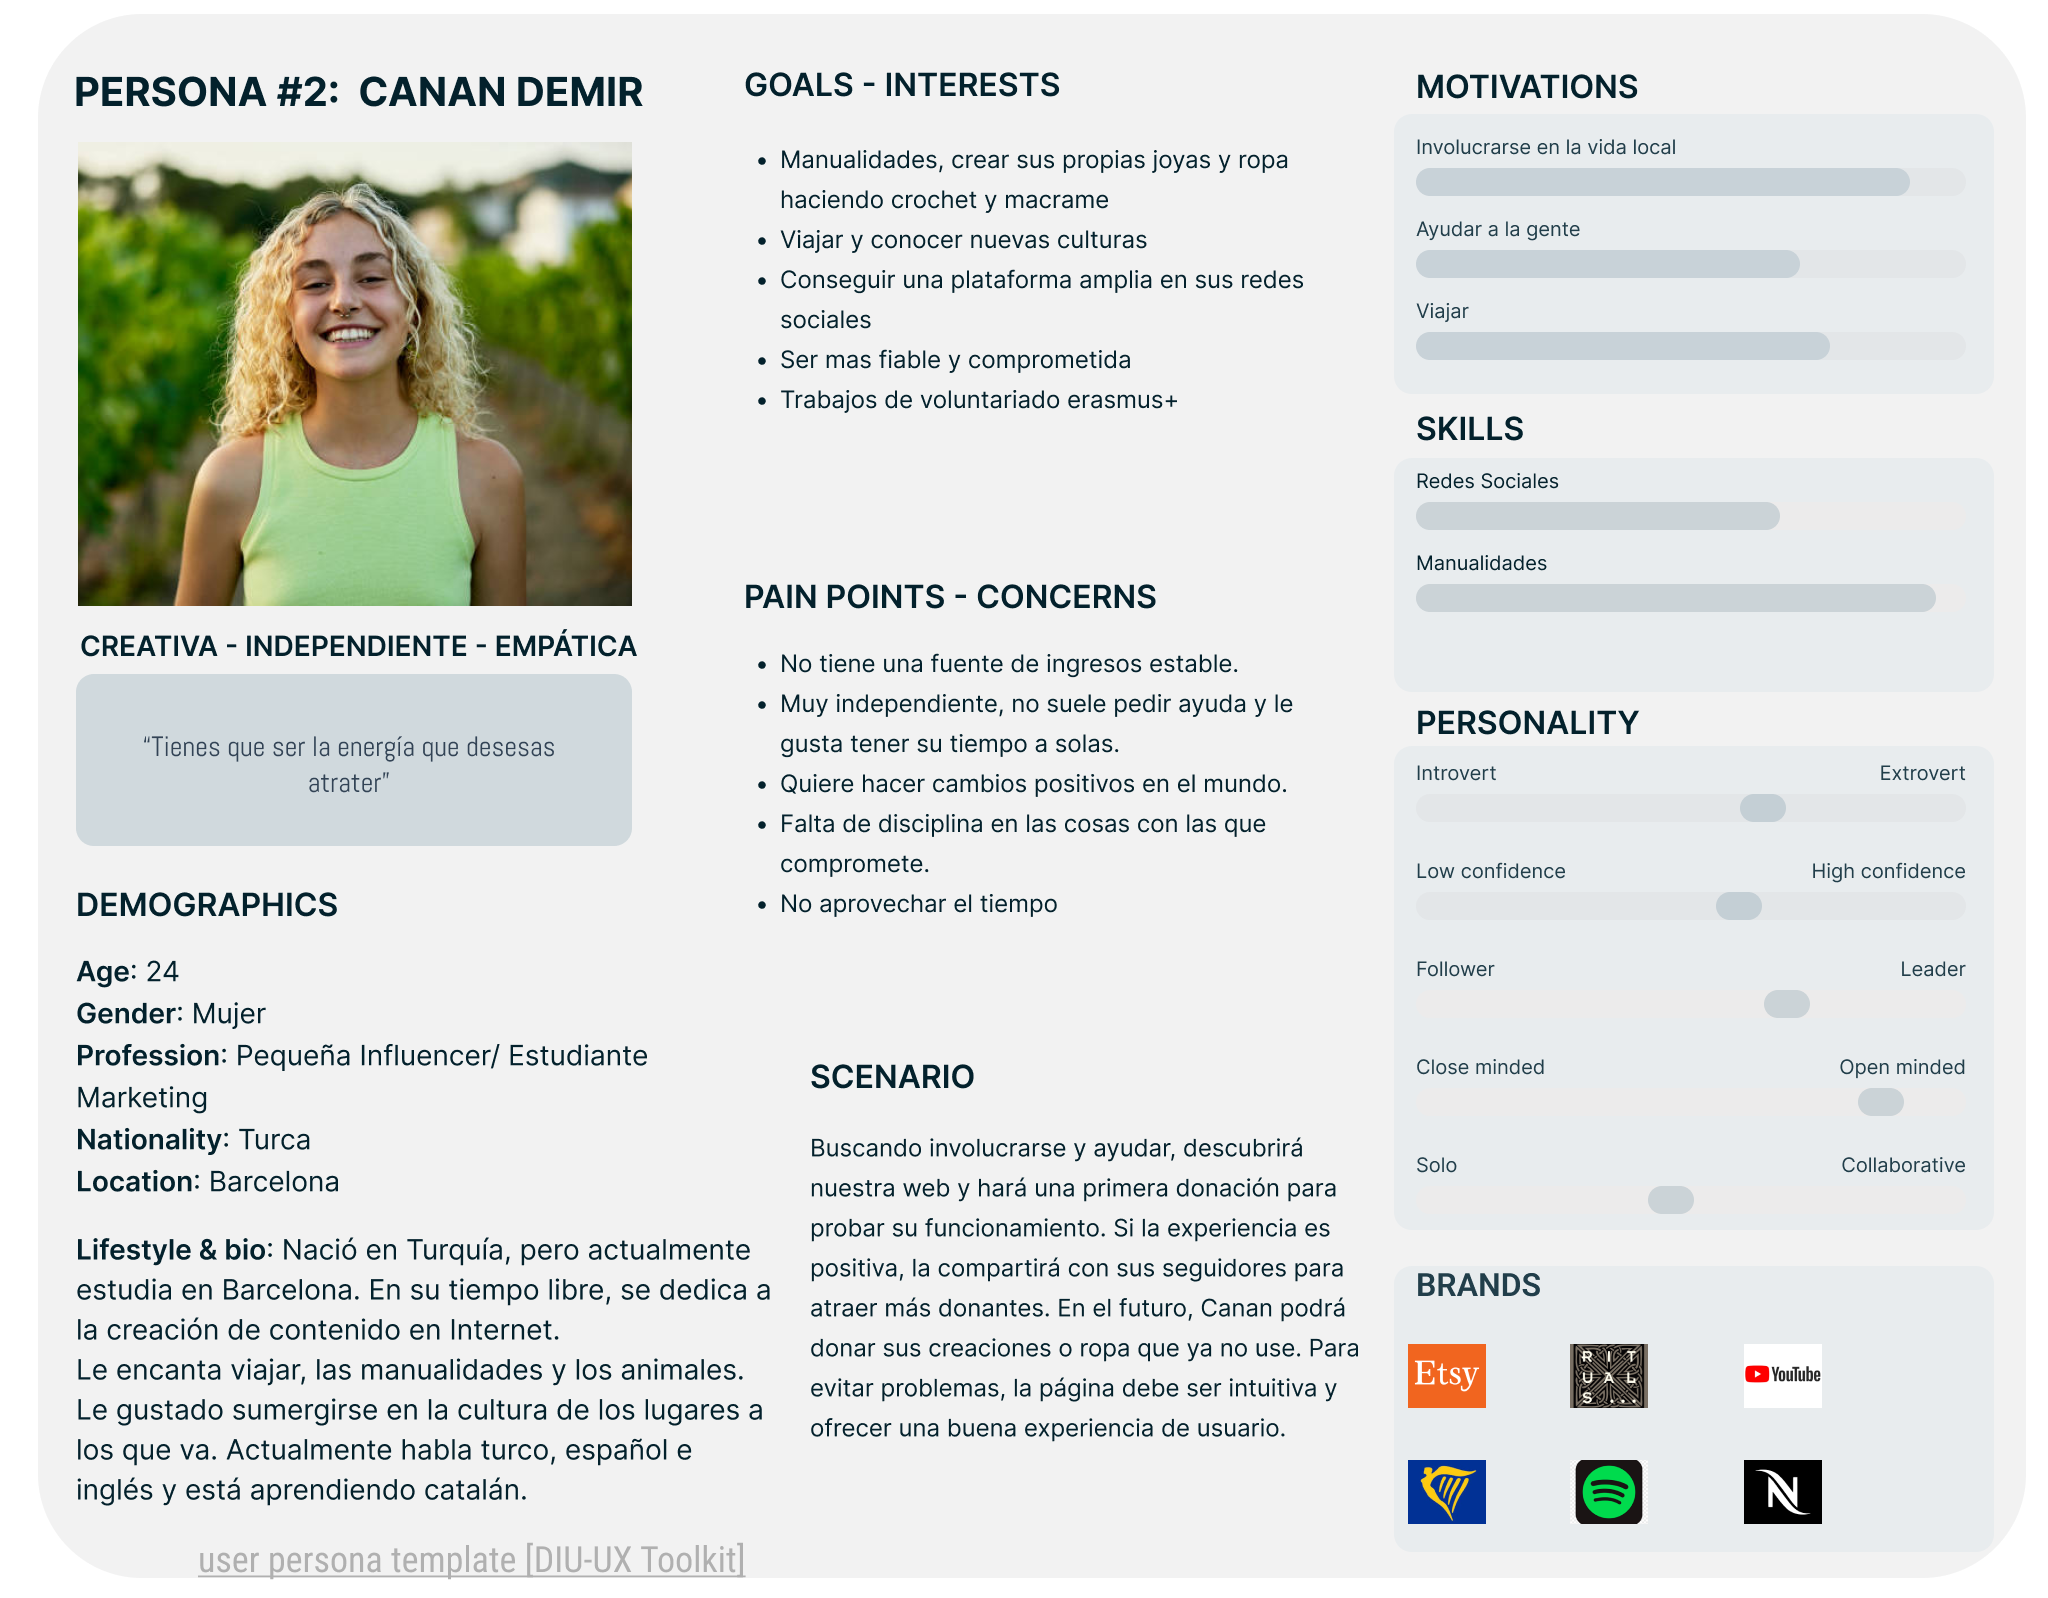 PERSONA #2:  CANAN DEMIR
CREATIVA - INDEPENDIENTE - EMPÁTICA
“Tienes que ser la energía que desesas
atrater”
DEMOGRAPHICS
Age: 24
Gender: Mujer
Profession: Pequeña Influencer/ Estudiante
Marketing
Nationality: Turca
Location: Barcelona
Lifestyle & bio: Nació en Turquía, pero actualmente
estudia en Barcelona. En su tiempo libre, se dedica a
la creación de contenido en Internet.
Le encanta viajar, las manualidades y los animales.
Le gustado sumergirse en la cultura de los lugares a
los que va. Actualmente habla turco, español e
inglés y está aprendiendo catalán.
user persona template [DIU-UX Toolkit]
GOALS - INTERESTS
• Manualidades, crear sus propias joyas y ropa
haciendo crochet y macrame
• Viajar y conocer nuevas culturas
• Conseguir una plataforma amplia en sus redes
sociales
• Ser mas fiable y comprometida
• Trabajos de voluntariado erasmus+
PAIN POINTS - CONCERNS
• No tiene una fuente de ingresos estable.
• Muy independiente, no suele pedir ayuda y le
gusta tener su tiempo a solas.
• Quiere hacer cambios positivos en el mundo.
• Falta de disciplina en las cosas con las que
compromete.
• No aprovechar el tiempo
SCENARIO
Buscando involucrarse y ayudar, descubrirá
nuestra web y hará una primera donación para
probar su funcionamiento. Si la experiencia es
positiva, la compartirá con sus seguidores para
atraer más donantes. En el futuro, Canan podrá
donar sus creaciones o ropa que ya no use. Para
evitar problemas, la página debe ser intuitiva y
ofrecer una buena experiencia de usuario.
MOTIVATIONS
Involucrarse en la vida local
Ayudar a la gente
Viajar
SKILLS
Redes Sociales
Manualidades
PERSONALITY
Introvert Extrovert
Low confidence High confidence
Follower Leader
Close minded Open minded
Solo Collaborative
BRANDS
Etsy
RIT
UAL
S...
YouTube
N